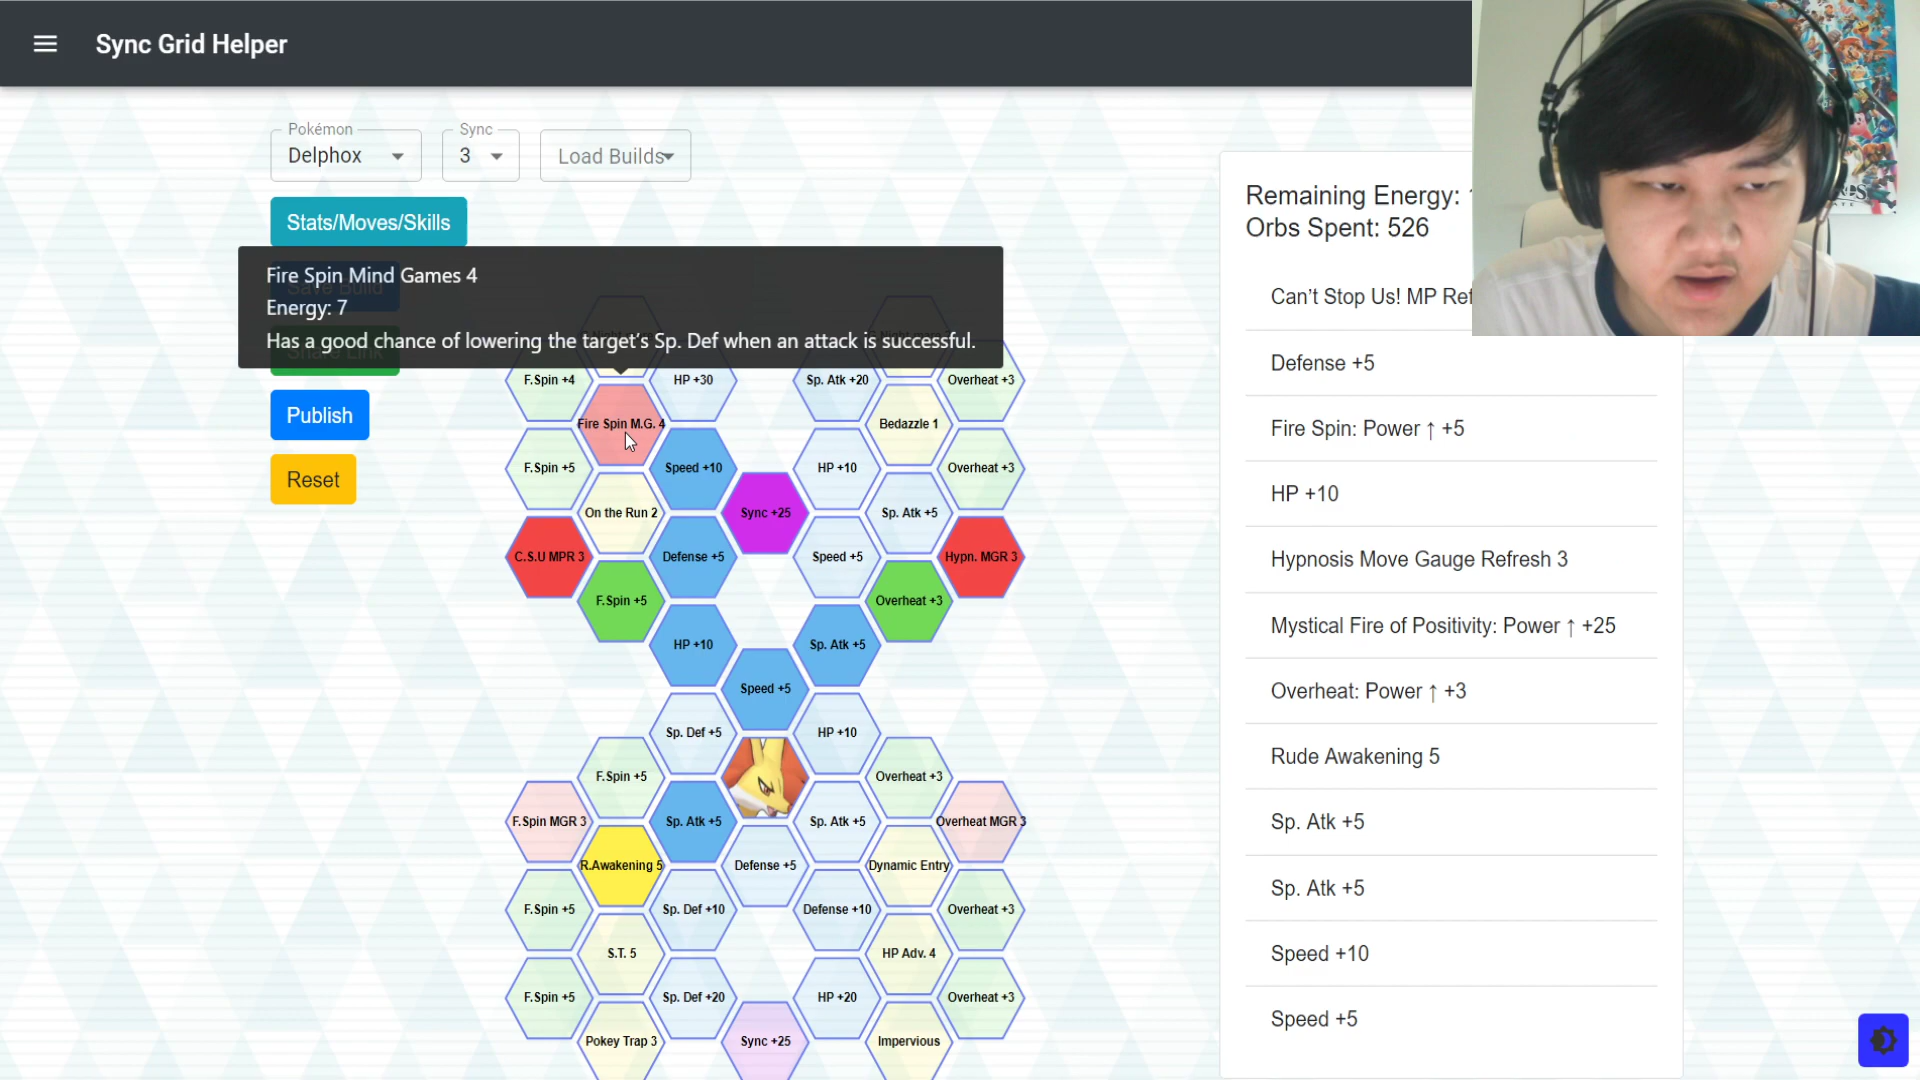 Sync Grid Helper
Pokémon
Delphox
Sync
3
Load Builds
Stats/Moves/Skills
Fire Spin Mind Games 4
Energy: 7
Has a good chance of lowering the target's Sp. Def when an attack is successful.
Save Build
Share Link
Publish
Reset
F.Spin +4
HP +30
Sp. Atk +20
Overheat +3
Fire Spin M.G. 4
Bedazzle 1
F.Spin +5
Speed +10
HP +10
Overheat +3
On the Run 2
Sync +25
Sp. Atk +5
C.S.U MPR 3
Defense +5
Speed +5
Hypn. MGR 3
F.Spin +5
Overheat +3
HP +10
Sp. Atk +5
Speed +5
Sp. Def +5
HP +10
F.Spin +5
Overheat +3
F.Spin MGR 3
Sp. Atk +5
Sp. Atk +5
Overheat MGR 3
R.Awakening 5
Defense +5
Dynamic Entry
F.Spin +5
Sp. Def +10
Defense +10
Overheat +3
S.T. 5
HP Adv. 4
F.Spin +5
Sp. Def +20
HP +20
Overheat +3
Pokey Trap 3
Sync +25
Impervious
Remaining Energy:
Orbs Spent: 526
Can't Stop Us! MP Ref
Defense +5
Fire Spin: Power ↑ +5
HP +10
Hypnosis Move Gauge Refresh 3
Mystical Fire of Positivity: Power ↑ +25
Overheat: Power ↑ +3
Rude Awakening 5
Sp. Atk +5
Sp. Atk +5
Speed +10
Speed +5